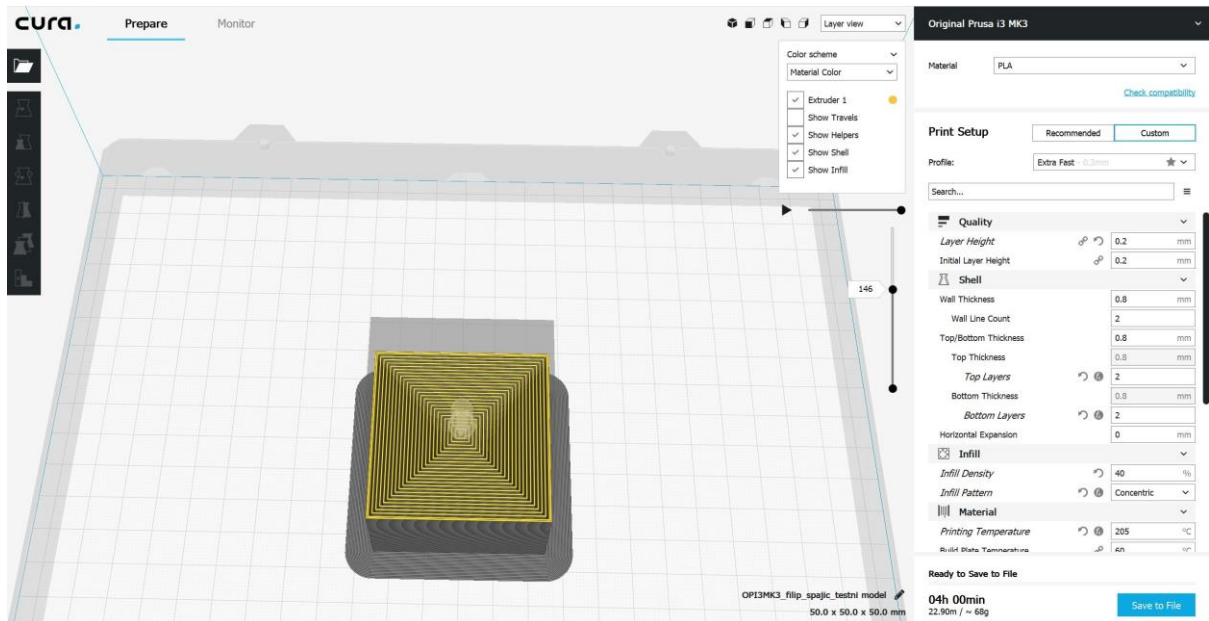 cura.
Prepare
Monitor
Layer view
Color scheme
Material Color
Extruder 1
Show Travels
Show Helpers
Show Shell
Show Infill
146
OPI3MK3_filip_spajic_testni model
50.0 x 50.0 x 50.0 mm
Original Prusa i3 MK3
Material PLA
Check compatibility
Print Setup Recommended Custom
Profile: Extra Fast - 0.3mm
Search...
Quality
Layer Height 0.2 mm
Initial Layer Height 0.2 mm
Shell
Wall Thickness 0.8 mm
Wall Line Count 2
Top/Bottom Thickness 0.8 mm
Top Thickness 0.8 mm
Top Layers 2
Bottom Thickness 0.8 mm
Bottom Layers 2
Horizontal Expansion 0 mm
Infill
Infill Density 40 %
Infill Pattern Concentric
Material
Printing Temperature 205 °C
Build Plate Temperature 60 °C
Ready to Save to File
04h 00min
22.90m / ~ 68g
Save to File